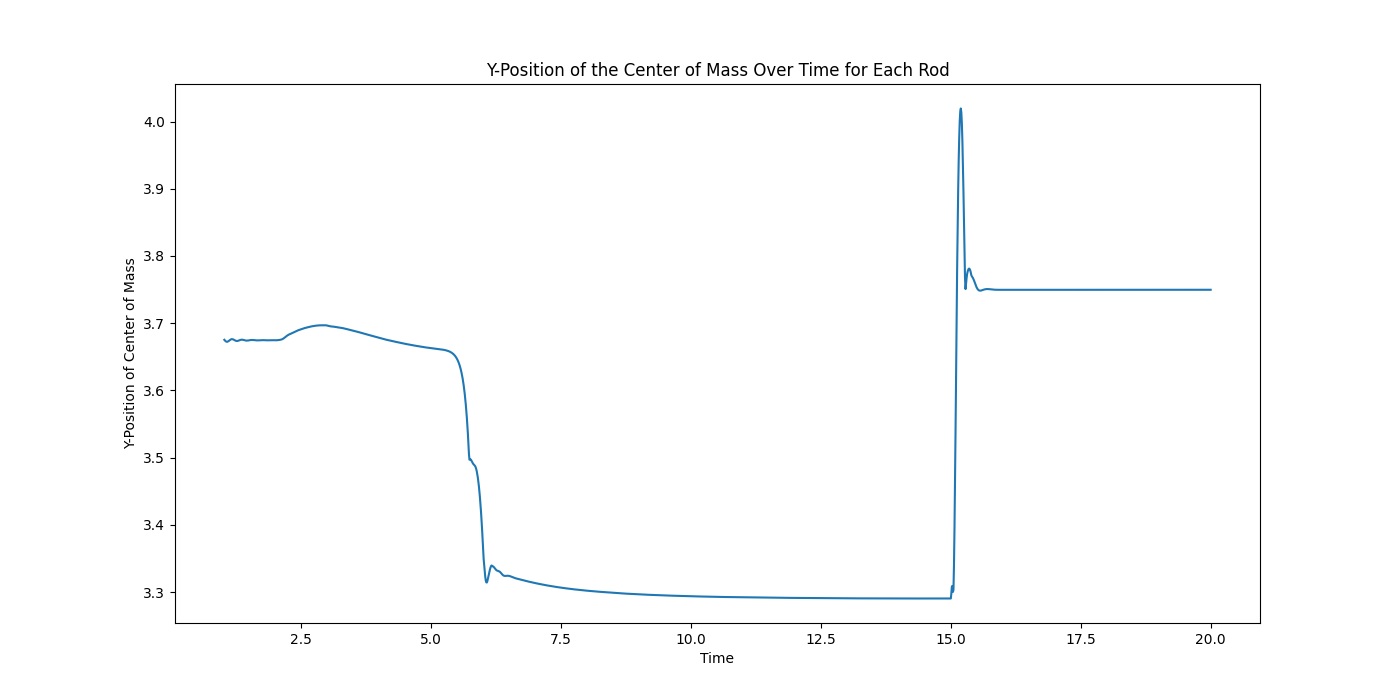 Y-Position of the Center of Mass Over Time for Each Rod
Y-Position of Center of Mass
4.0
3.9
3.8
3.7
3.6
3.5
3.4
3.3
2.5 5.0 7.5 10.0 12.5 15.0 17.5 20.0
Time